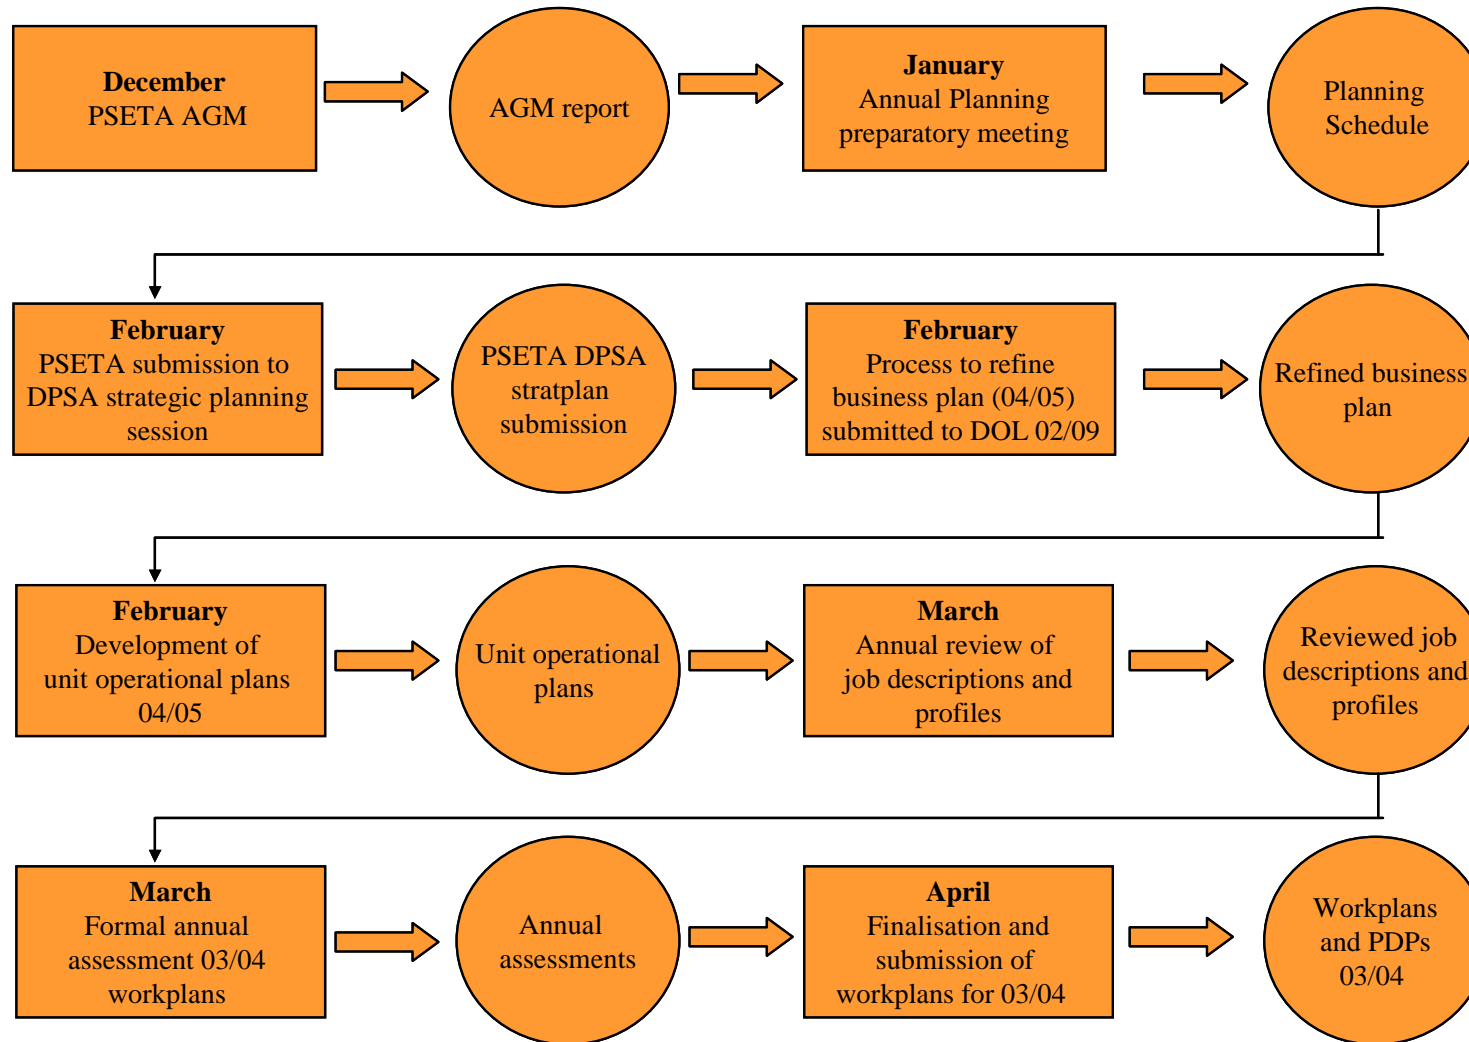 December
PSETA AGM
AGM report
January
Annual Planning
preparatory meeting
Planning
Schedule
February
PSETA submission to
DPSA strategic planning
session
PSETA DPSA
stratplan
submission
February
Process to refine
business plan (04/05)
submitted to DOL 02/09
Refined business
plan
February
Development of
unit operational plans
04/05
Unit operational
plans
March
Annual review of
job descriptions and
profiles
Reviewed job
descriptions and
profiles
March
Formal annual
assessment 03/04
workplans
Annual
assessments
April
Finalisation and
submission of
workplans for 03/04
Workplans
and PDPs
03/04